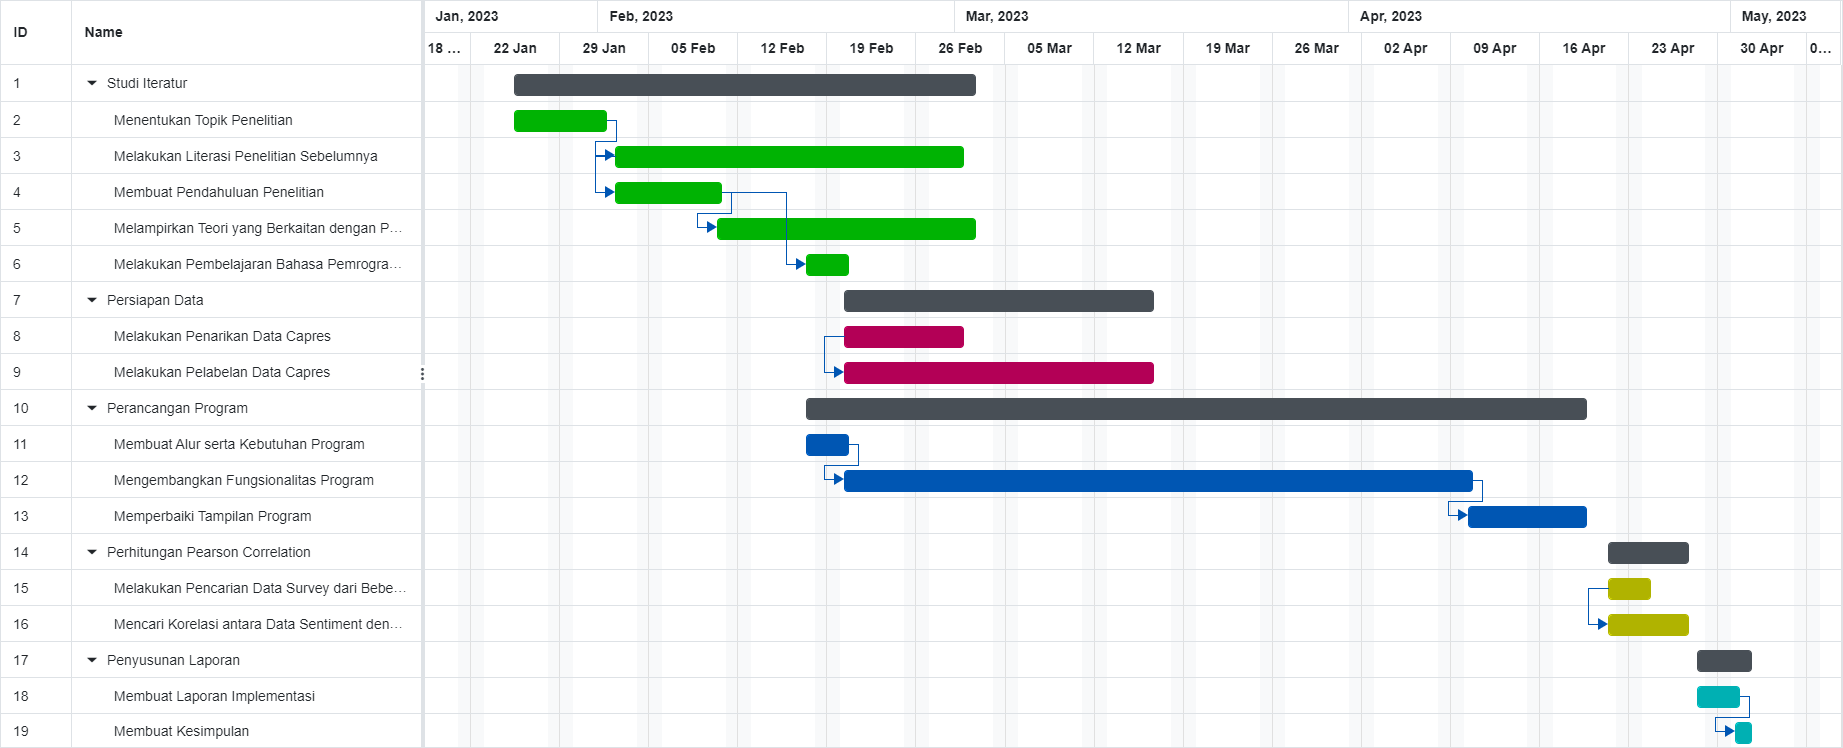 Jan, 2023 Feb, 2023 Mar, 2023 Apr, 2023 May, 2023
ID Name
18 ... 22 Jan 29 Jan 05 Feb 12 Feb 19 Feb 26 Feb 05 Mar 12 Mar 19 Mar 26 Mar 02 Apr 09 Apr 16 Apr 23 Apr 30 Apr 0...
1 Studi Iteratur
2 Menentukan Topik Penelitian
3 Melakukan Literasi Penelitian Sebelumnya
4 Membuat Pendahuluan Penelitian
5 Melampirkan Teori yang Berkaitan dengan P...
6 Melakukan Pembelajaran Bahasa Pemrogra...
7 Persiapan Data
8 Melakukan Penarikan Data Capres
9 Melakukan Pelabelan Data Capres
10 Perancangan Program
11 Membuat Alur serta Kebutuhan Program
12 Mengembangkan Fungsionalitas Program
13 Memperbaiki Tampilan Program
14 Perhitungan Pearson Correlation
15 Melakukan Pencarian Data Survey dari Bebe...
16 Mencari Korelasi antara Data Sentiment den...
17 Penyusunan Laporan
18 Membuat Laporan Implementasi
19 Membuat Kesimpulan